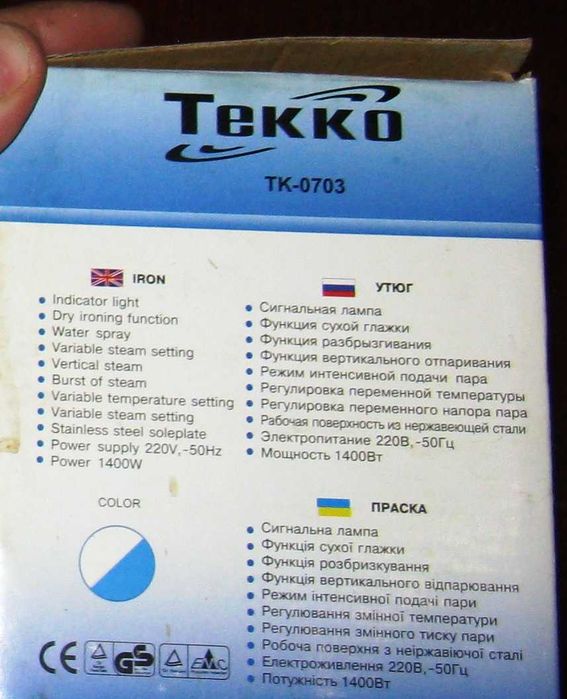 Tekko
TK-0703
IRON
Indicator light
Dry ironing function
Water spray
Variable steam setting
Vertical steam
Burst of steam
Variable temperature setting
Variable steam setting
Stainless steel soleplate
Power supply 220V,~50Hz
Power 1400W
УТЮГ
Сигнальная лампа
Функция сухой глажки
Функция разбрызгивания
Функция вертикального отпаривания
Режим интенсивной подачи пара
Регулировка переменной температуры
Регулировка переменного напора пара
Рабочая поверхность из нержавеющей стали
Электропитание 220В,~50Гц
Мощность 1400Вт
COLOR
ПРАСКА
Сигнальна лампа
Функція сухої глажки
Функція розбризкування
Функція вертикального відпарювання
Режим інтенсивної подачі пари
Регулювання змінної температури
Регулювання змінного тиску пари
Робоча поверхня з неіржавіючої сталі
Електроживлення 220В,~50Гц
Потужність 1400Вт
CE
GS
EMC